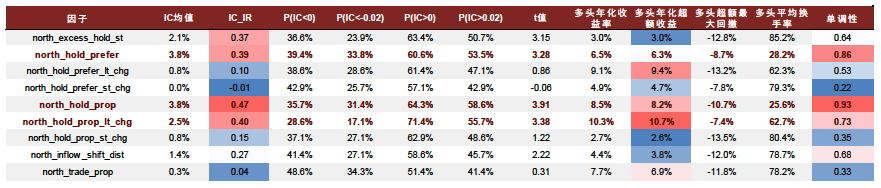 因子 IC均值 IC_IR P(IC<0) P(IC<-0.02) P(IC>0) P(IC>0.02) t值 多头年化收益率 多头年化超额收益 多头超额最大回撤 多头平均换手率 单调性
north_excess_hold_st 2.1% 0.37 36.6% 23.9% 63.4% 50.7% 3.15 3.0% 3.0% -12.8% 85.2% 0.64
north_hold_prefer 3.8% 0.39 39.4% 33.8% 60.6% 53.5% 3.28 6.5% 6.3% -8.7% 28.2% 0.86
north_hold_prefer_lt_chg 0.8% 0.10 38.6% 28.6% 61.4% 47.1% 0.86 9.1% 9.4% -13.2% 62.3% 0.53
north_hold_prefer_st_chg 0.0% -0.01 42.9% 25.7% 57.1% 42.9% -0.06 4.9% 4.7% -7.8% 79.3% 0.22
north_hold_prop 3.8% 0.47 35.7% 31.4% 64.3% 58.6% 3.91 8.5% 8.2% -10.7% 25.6% 0.93
north_hold_prop_lt_chg 2.5% 0.40 28.6% 17.1% 71.4% 55.7% 3.38 10.3% 10.7% -7.4% 62.7% 0.73
north_hold_prop_st_chg 0.8% 0.15 37.1% 27.1% 62.9% 48.6% 1.22 2.7% 2.6% -13.5% 80.4% 0.35
north_inflow_shift_dist 1.4% 0.27 41.4% 27.1% 58.6% 45.7% 2.22 4.4% 3.8% -12.0% 78.7% 0.68
north_trade_prop 0.3% 0.04 48.6% 34.3% 51.4% 41.4% 0.31 7.7% 6.9% -11.8% 78.2% 0.33